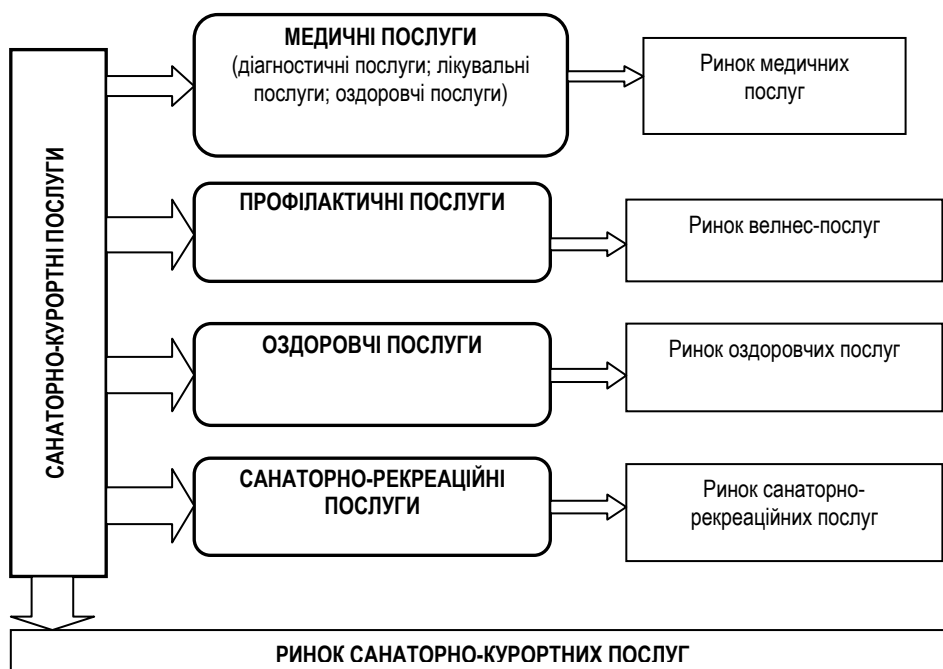 САНАТОРНО-КУРОРТНІ ПОСЛУГИ
МЕДИЧНІ ПОСЛУГИ
(діагностичні послуги; лікувальні
послуги; оздоровчі послуги)
Ринок медичних
послуг
ПРОФІЛАКТИЧНІ ПОСЛУГИ
Ринок велнес-послуг
ОЗДОРОВЧІ ПОСЛУГИ
Ринок оздоровчих послуг
САНАТОРНО-РЕКРЕАЦІЙНІ
ПОСЛУГИ
Ринок санаторно-
рекреаційних послуг
РИНОК САНАТОРНО-КУРОРТНИХ ПОСЛУГ